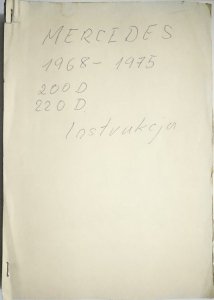 MERCEDES
1968 - 1975
200 D
220 D
Instrukcja